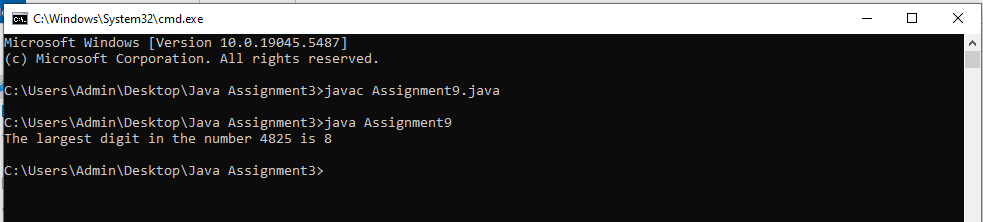 C:\Windows\System32\cmd.exe
Microsoft Windows [Version 10.0.19045.5487]
(c) Microsoft Corporation. All rights reserved.
C:\Users\Admin\Desktop\Java Assignment3>javac Assignment9.java
C:\Users\Admin\Desktop\Java Assignment3>java Assignment9
The largest digit in the number 4825 is 8
C:\Users\Admin\Desktop\Java Assignment3>